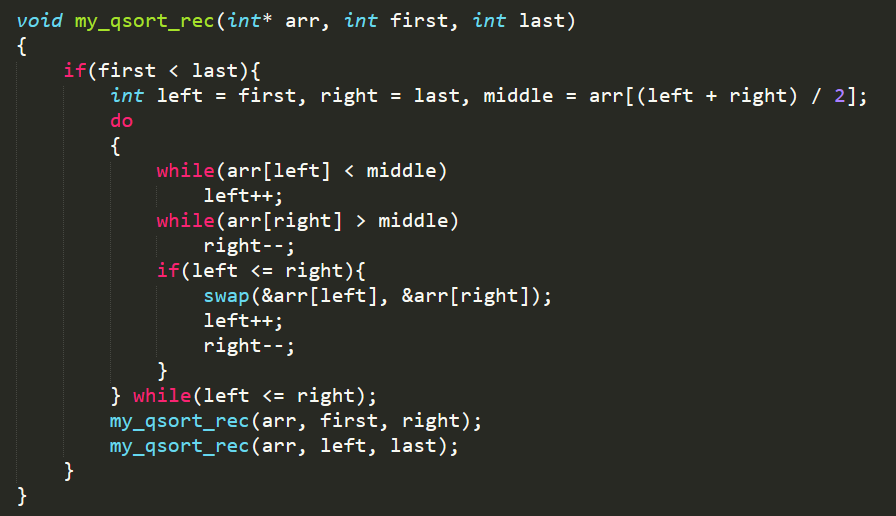 void my_qsort_rec(int* arr, int first, int last)
{
    if(first < last){
        int left = first, right = last, middle = arr[(left + right) / 2];
        do
        {
            while(arr[left] < middle)
                left++;
            while(arr[right] > middle)
                right--;
            if(left <= right){
                swap(&arr[left], &arr[right]);
                left++;
                right--;
            }
        } while(left <= right);
        my_qsort_rec(arr, first, right);
        my_qsort_rec(arr, left, last);
    }
}